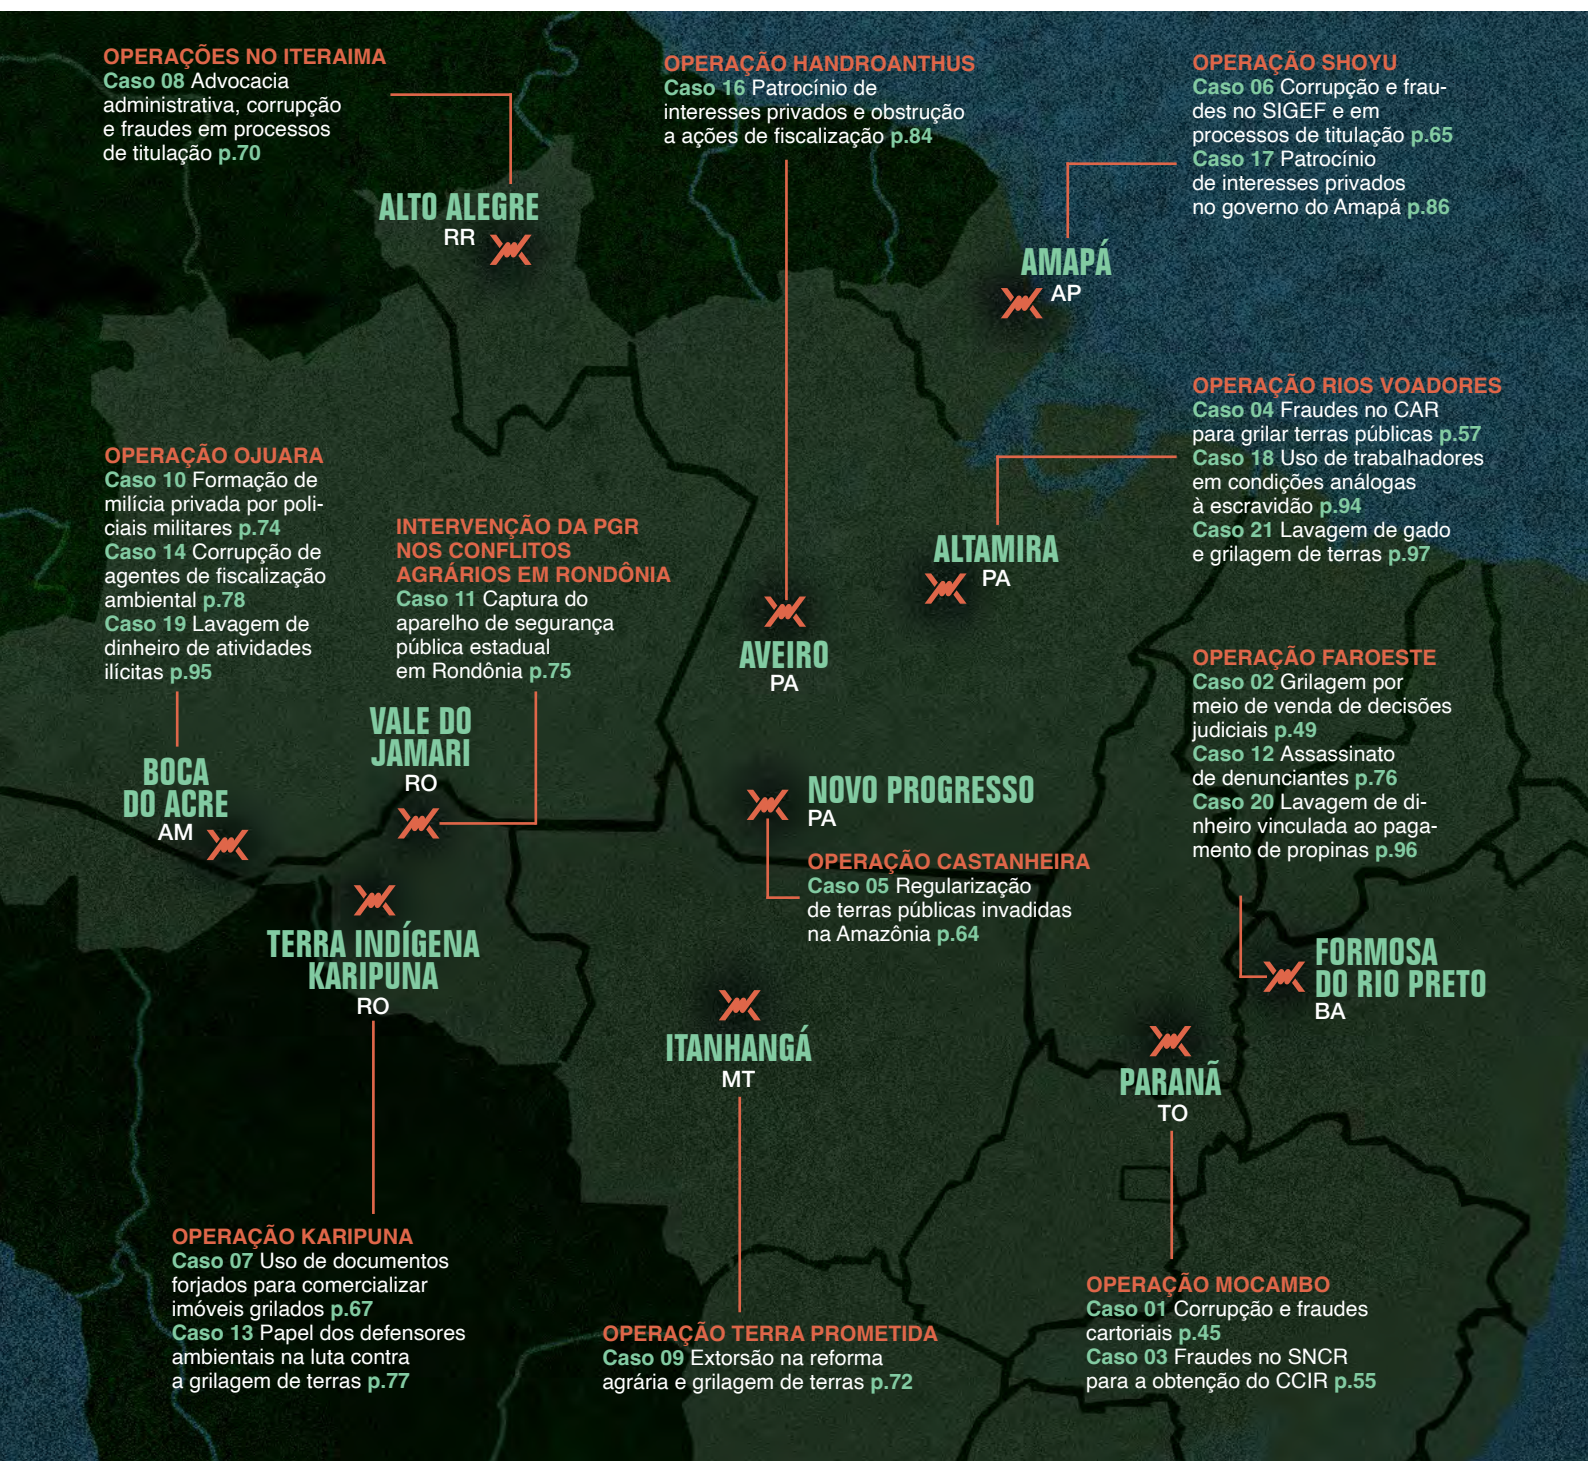 OPERAÇÕES NO ITERAIMA
Caso 08 Advocacia
administrativa, corrupção
e fraudes em processos
de titulação p.70
ALTO ALEGRE
RR
OPERAÇÃO HANDROANTHUS
Caso 16 Patrocínio de
interesses privados e obstrução
a ações de fiscalização p.84
OPERAÇÃO SHOYU
Caso 06 Corrupção e frau-
des no SIGEF e em
processos de titulação p.65
Caso 17 Patrocínio
de interesses privados
no governo do Amapá p.86
AMAPÁ
AP
OPERAÇÃO RIOS VOADORES
Caso 04 Fraudes no CAR
para grilar terras públicas p.57
Caso 18 Uso de trabalhadores
em condições análogas
à escravidão p.94
Caso 21 Lavagem de gado
e grilagem de terras p.97
ALTAMIRA
PA
OPERAÇÃO OJUARA
Caso 10 Formação de
milícia privada por poli-
ciais militares p.74
Caso 14 Corrupção de
agentes de fiscalização
ambiental p.78
Caso 19 Lavagem de
dinheiro de atividades
ilícitas p.95
BOCA
DO ACRE
AM
INTERVENÇÃO DA PGR
NOS CONFLITOS
AGRÁRIOS EM RONDÔNIA
Caso 11 Captura do
aparelho de segurança
pública estadual
em Rondônia p.75
VALE DO
JAMARI
RO
AVEIRO
PA
NOVO PROGRESSO
PA
OPERAÇÃO CASTANHEIRA
Caso 05 Regularização
de terras públicas invadidas
na Amazônia p.64
OPERAÇÃO FAROESTE
Caso 02 Grilagem por
meio de venda de decisões
judiciais p.49
Caso 12 Assassinato
de denunciantes p.76
Caso 20 Lavagem de di-
nheiro vinculada ao paga-
mento de propinas p.96
FORMOSA
DO RIO PRETO
BA
TERRA INDÍGENA
KARIPUNA
RO
ITANHANGÁ
MT
PARANÃ
TO
OPERAÇÃO KARIPUNA
Caso 07 Uso de documentos
forjados para comercializar
imóveis grilados p.67
Caso 13 Papel dos defensores
ambientais na luta contra
a grilagem de terras p.77
OPERAÇÃO TERRA PROMETIDA
Caso 09 Extorsão na reforma
agrária e grilagem de terras p.72
OPERAÇÃO MOCAMBO
Caso 01 Corrupção e fraudes
cartoriais p.45
Caso 03 Fraudes no SNCR
para a obtenção do CCIR p.55